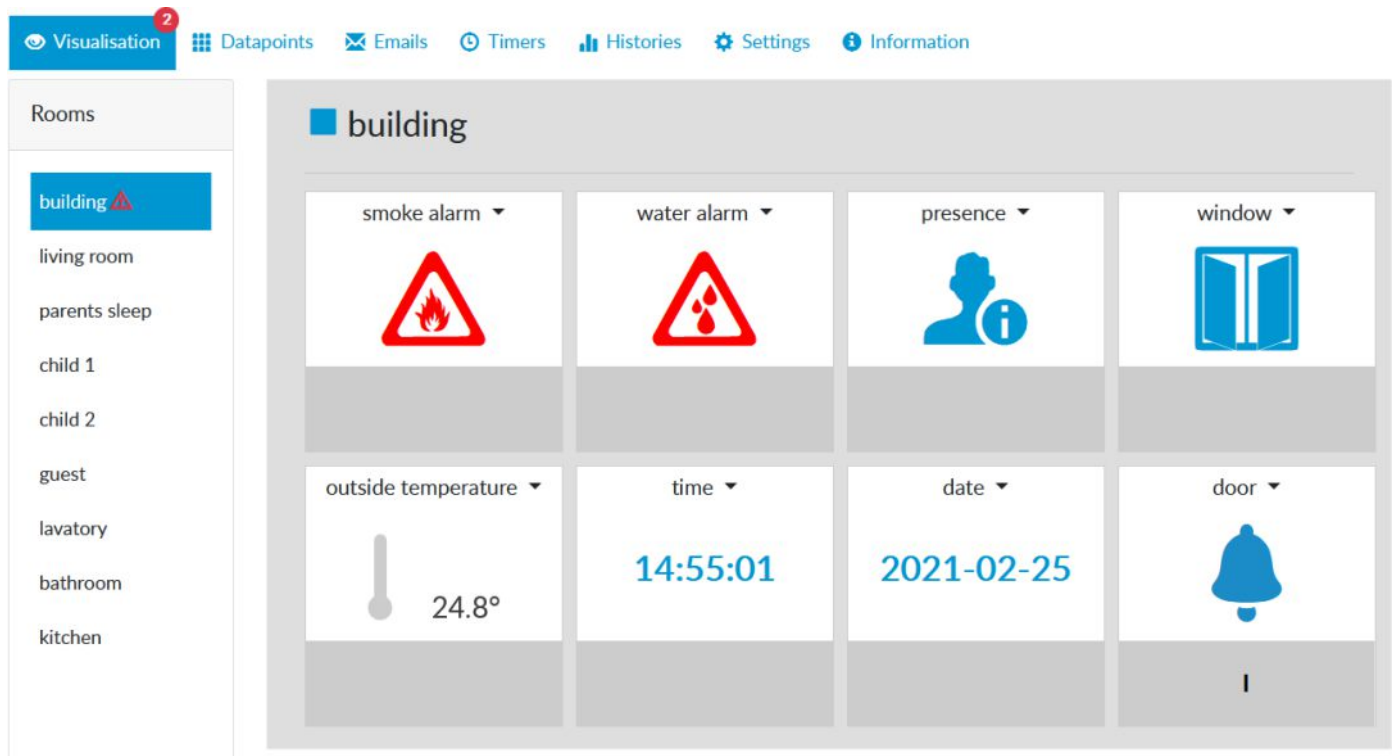 2
Visualisation Datapoints Emails Timers Histories Settings Information
Rooms
building
living room
parents sleep
child 1
child 2
guest
lavatory
bathroom
kitchen
building
smoke alarm water alarm presence window
i
outside temperature time date door
24.8° 14:55:01 2021-02-25
I